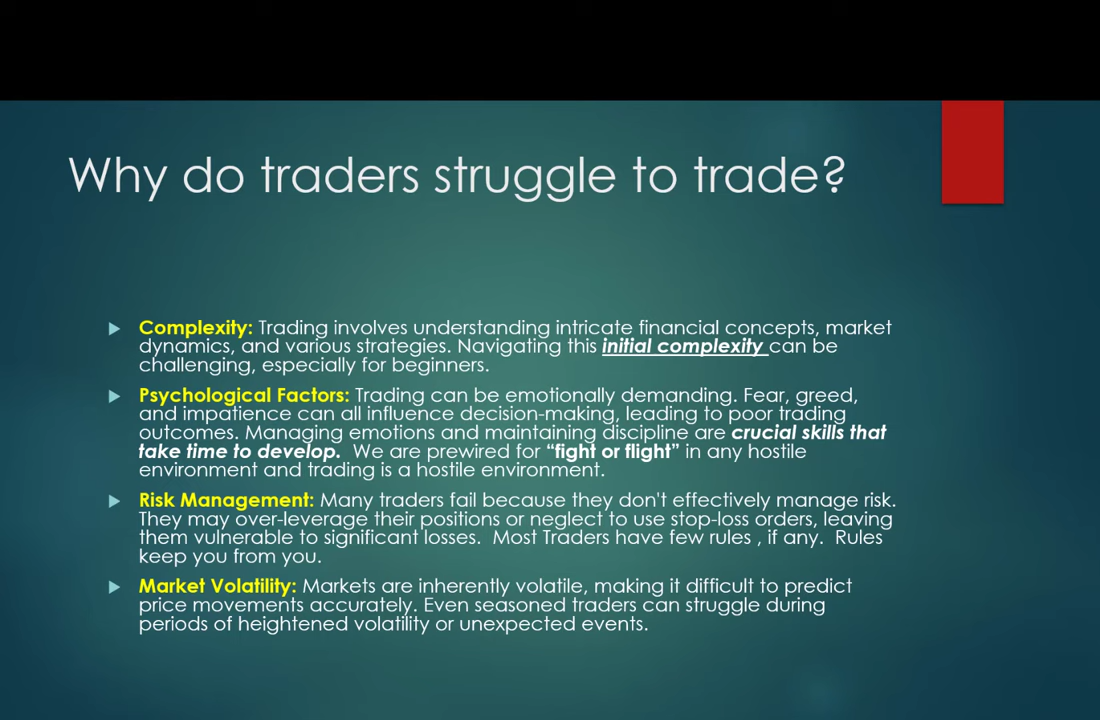 Why do traders struggle to trade?
Complexity: Trading involves understanding intricate financial concepts, market
dynamics, and various strategies. Navigating this initial complexity can be
challenging, especially for beginners.
Psychological Factors: Trading can be emotionally demanding. Fear, greed,
and impatience can all influence decision-making, leading to poor trading
outcomes. Managing emotions and maintaining discipline are crucial skills that
take time to develop.  We are prewired for “fight or flight” in any hostile
environment and trading is a hostile environment.
Risk Management: Many traders fail because they don't effectively manage risk.
They may over-leverage their positions or neglect to use stop-loss orders, leaving
them vulnerable to significant losses.  Most Traders have few rules , if any.  Rules
keep you from you.
Market Volatility: Markets are inherently volatile, making it difficult to predict
price movements accurately. Even seasoned traders can struggle during
periods of heightened volatility or unexpected events.